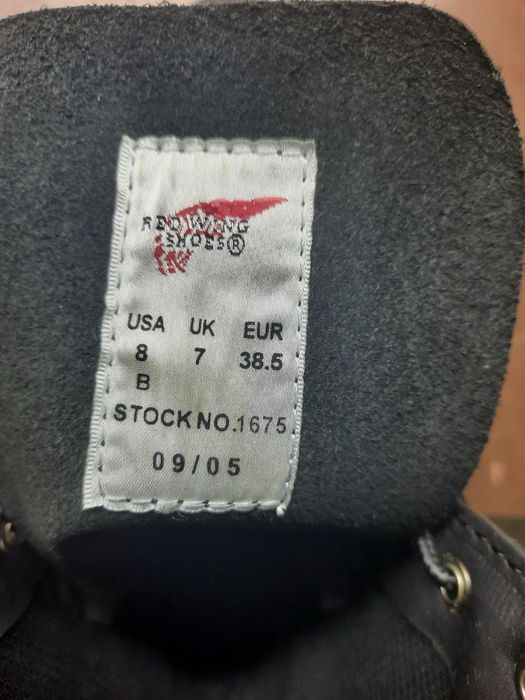 RED WING
SHOES®
USA UK EUR
8 7 38.5
B
STOCK NO. 1675
09/05